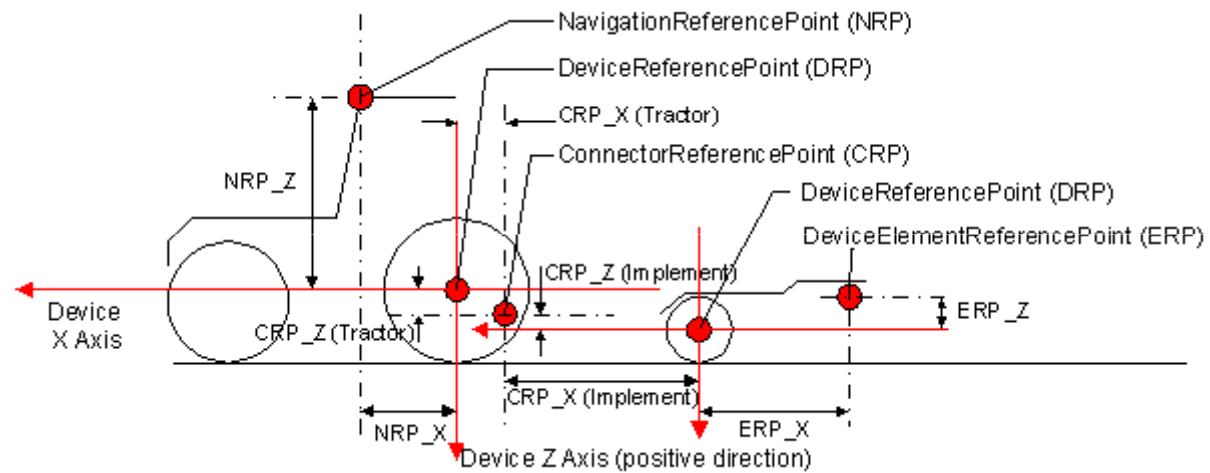 NavigationReferencePoint (NRP)
DeviceReferencePoint (DRP)
CRP_X (Tractor)
ConnectorReferencePoint (CRP)
NRP_Z
DeviceReferencePoint (DRP)
DeviceElementReferencePoint (ERP)
CRP_Z (Implement)
Device
X Axis
CRP_Z (Tractor)
ERP_Z
CRP_X (Implement)
NRP_X
ERP_X
Device Z Axis (positive direction)